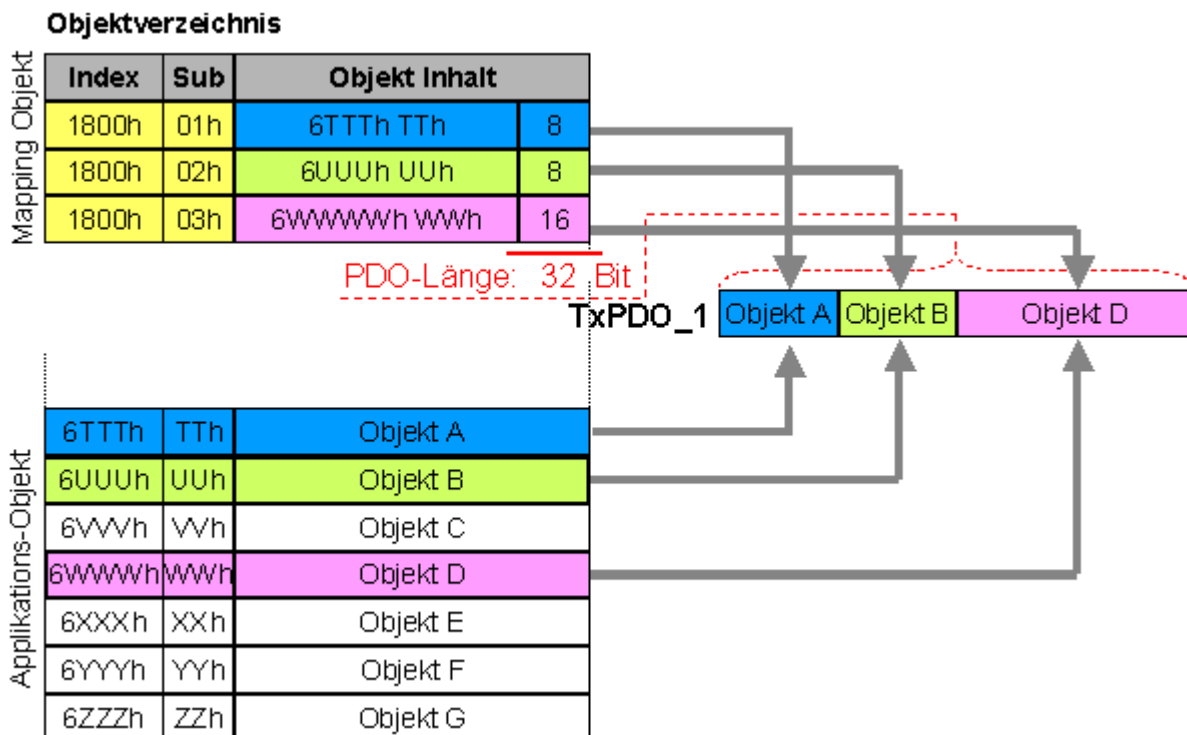 Objektverzeichnis
Mapping Objekt
Index Sub Objekt Inhalt
1800h 01h 6TTTh TTh 8
1800h 02h 6UUUh UUh 8
1800h 03h 6WWWWh WWh 16
PDO-Länge: 32 Bit
TxPDO_1 Objekt A Objekt B Objekt D
Applikations-Objekt
6TTTh TTh Objekt A
6UUUh UUh Objekt B
6VVVh VVh Objekt C
6WWWh WWh Objekt D
6XXXh XXh Objekt E
6YYYh YYh Objekt F
6ZZZh ZZh Objekt G